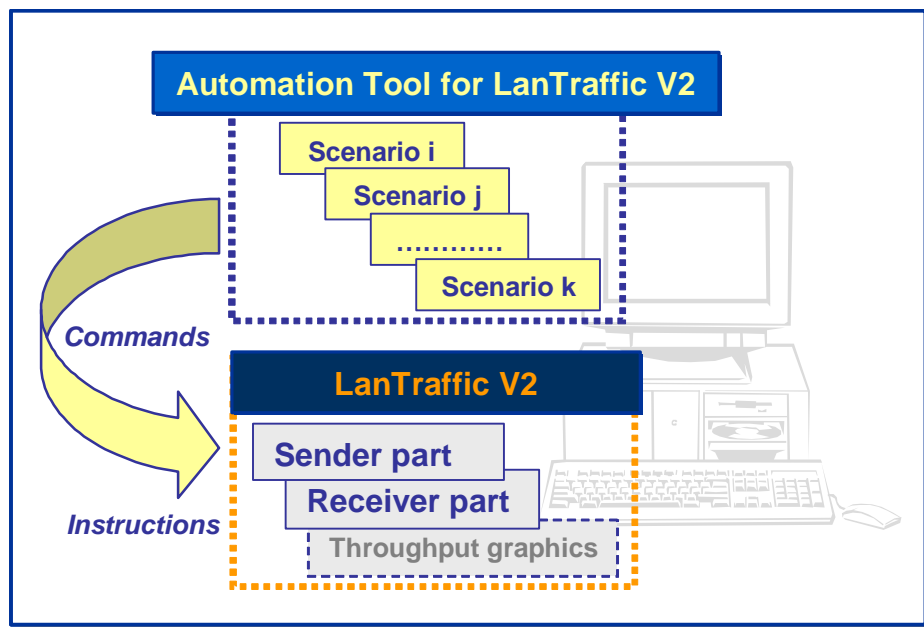 Automation Tool for LanTraffic V2
Scenario i
Scenario j
…………
Scenario k
Commands
LanTraffic V2
Sender part
Receiver part
Instructions
Throughput graphics